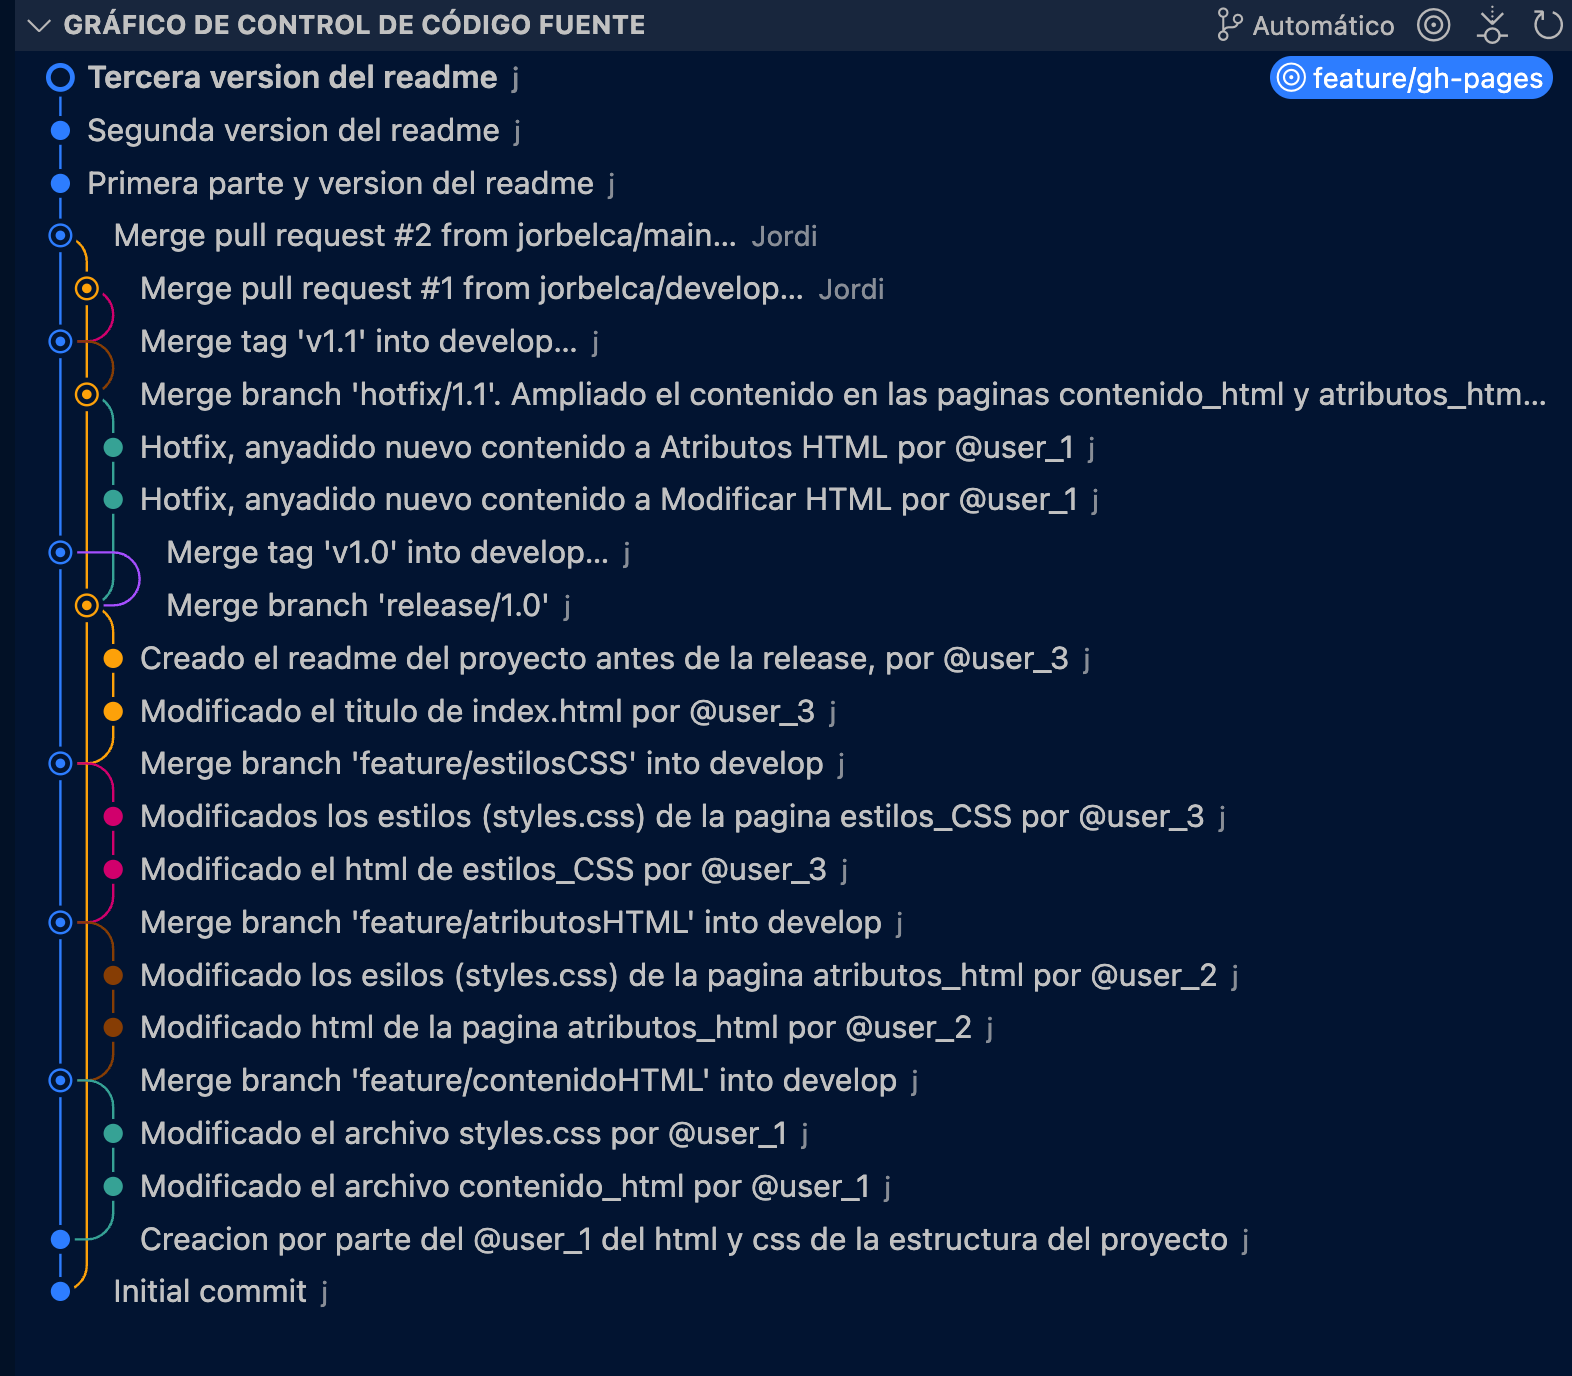 GRÁFICO DE CONTROL DE CÓDIGO FUENTE Automático
Tercera version del readme j feature/gh-pages
Segunda version del readme j
Primera parte y version del readme j
Merge pull request #2 from jorbelca/main... Jordi
Merge pull request #1 from jorbelca/develop... Jordi
Merge tag 'v1.1' into develop... j
Merge branch 'hotfix/1.1'. Ampliado el contenido en las paginas contenido_html y atributos_htm...
Hotfix, anyadido nuevo contenido a Atributos HTML por @user_1 j
Hotfix, anyadido nuevo contenido a Modificar HTML por @user_1 j
Merge tag 'v1.0' into develop... j
Merge branch 'release/1.0' j
Creado el readme del proyecto antes de la release, por @user_3 j
Modificado el titulo de index.html por @user_3 j
Merge branch 'feature/estilosCSS' into develop j
Modificados los estilos (styles.css) de la pagina estilos_CSS por @user_3 j
Modificado el html de estilos_CSS por @user_3 j
Merge branch 'feature/atributosHTML' into develop j
Modificado los esilos (styles.css) de la pagina atributos_html por @user_2 j
Modificado html de la pagina atributos_html por @user_2 j
Merge branch 'feature/contenidoHTML' into develop j
Modificado el archivo styles.css por @user_1 j
Modificado el archivo contenido_html por @user_1 j
Creacion por parte del @user_1 del html y css de la estructura del proyecto j
Initial commit j